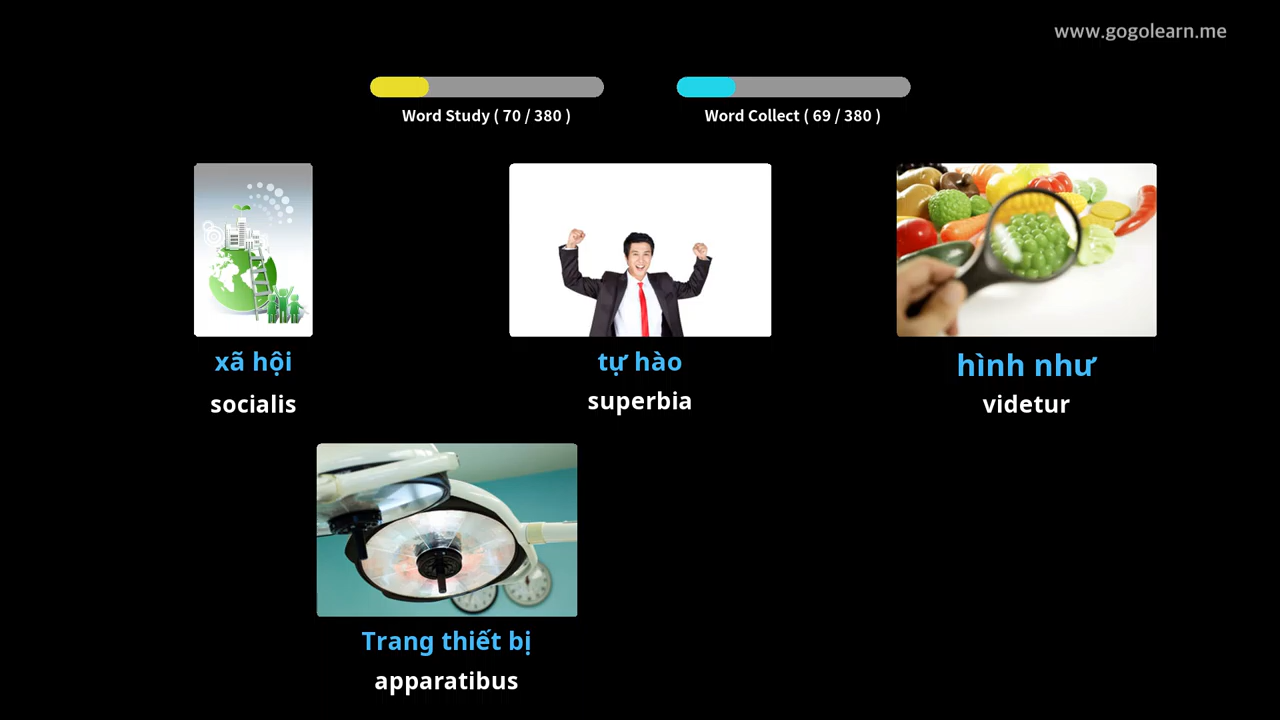 www.gogolearn.me
Word Study ( 70 / 380 )
Word Collect ( 69 / 380 )
xã hội
socialis
tự hào
superbia
hình như
videtur
Trang thiết bị
apparatibus